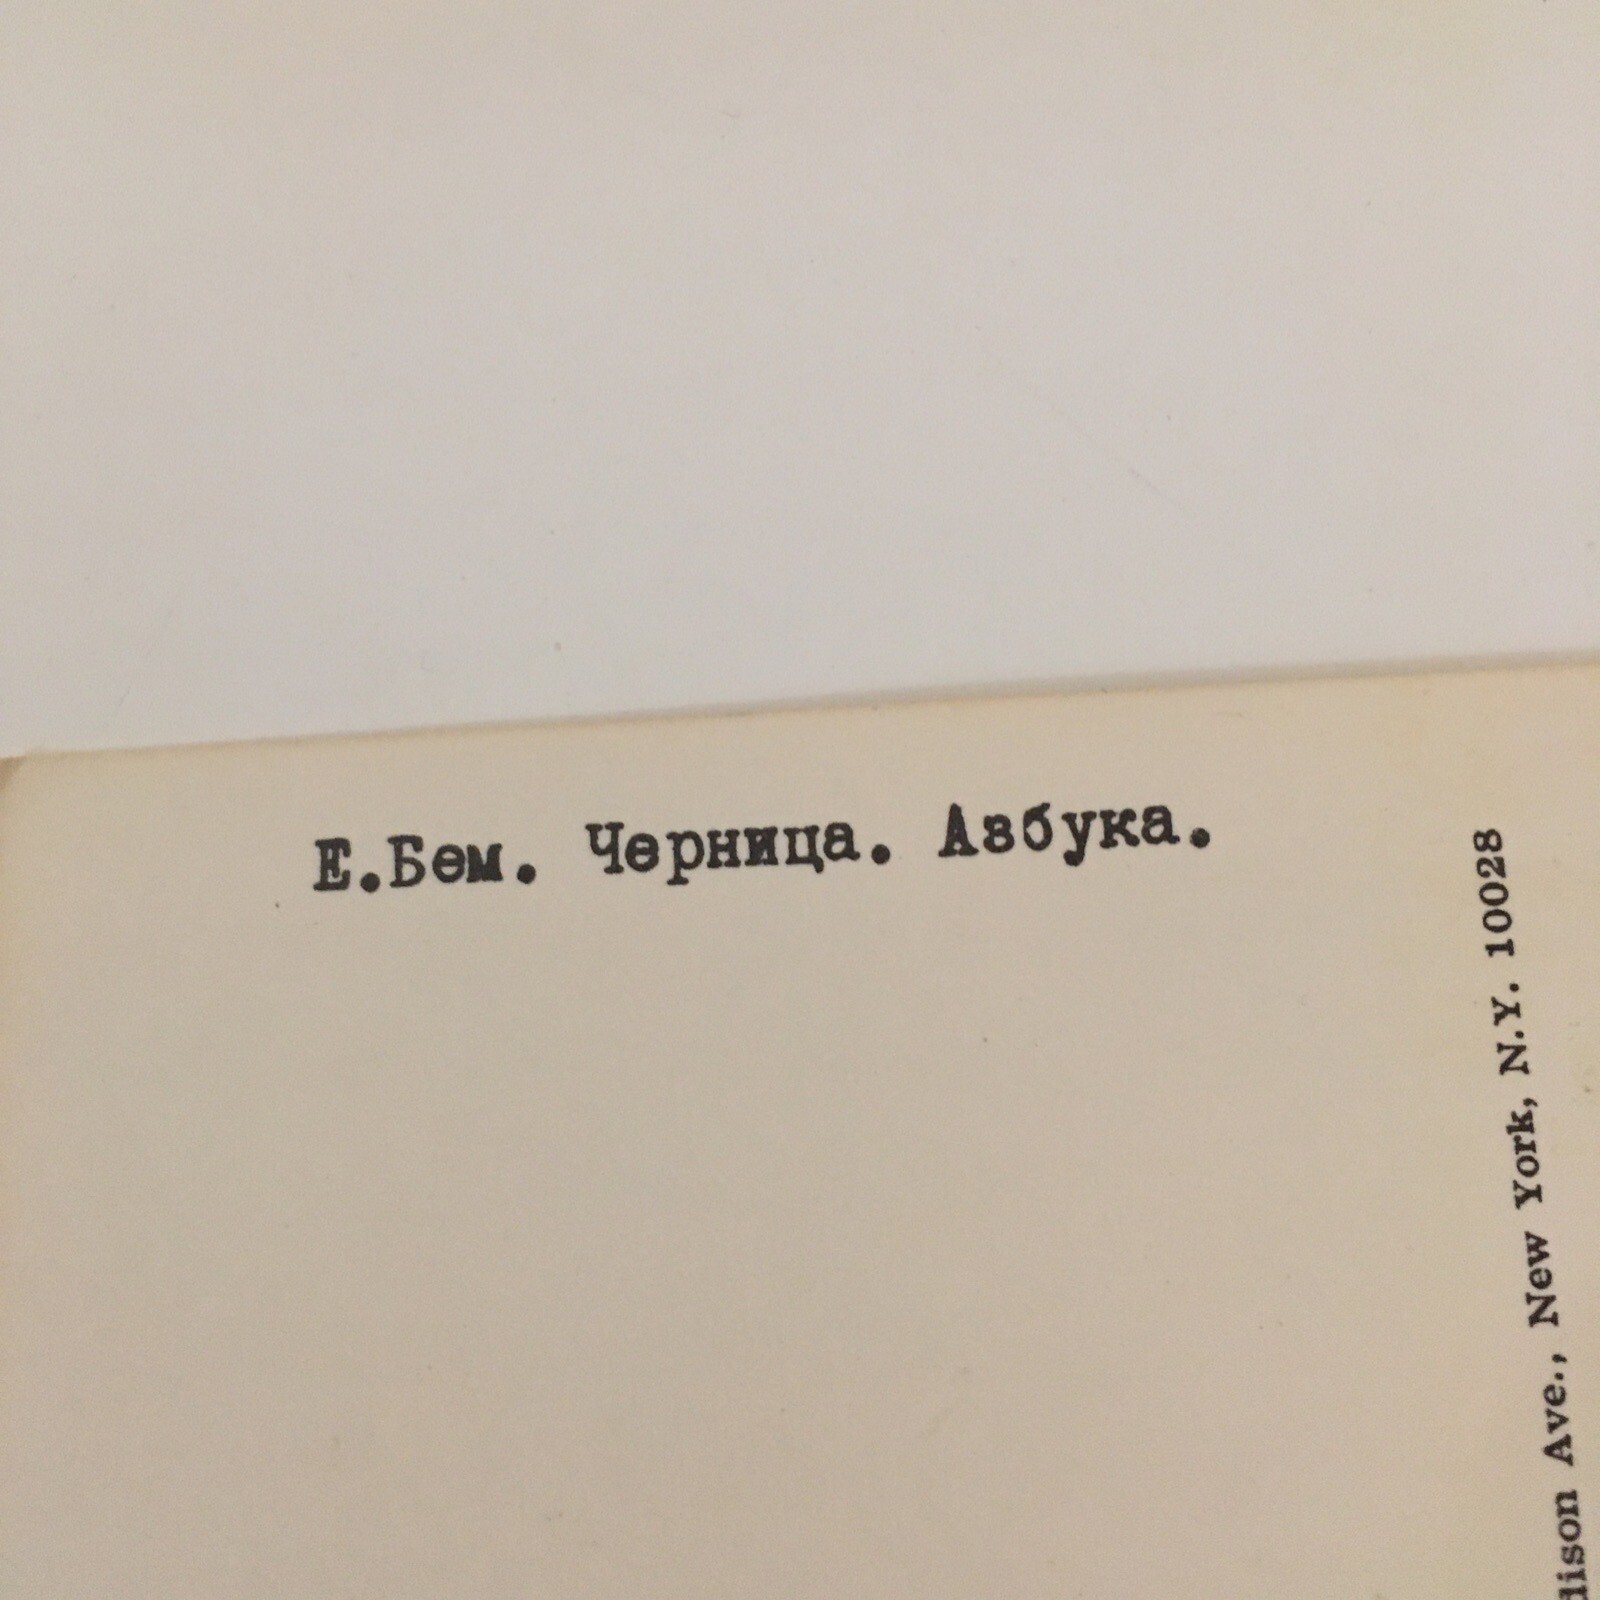 Е.Бем. Черница. Азбука.
dison Ave., New York, N.Y. 10028